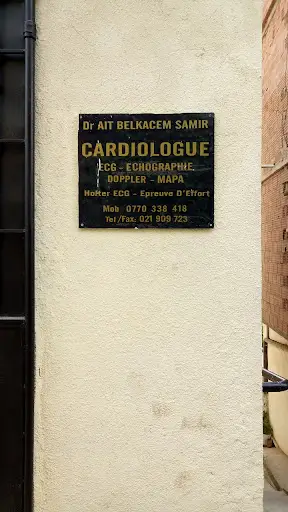 Dr AIT BELKACEM SAMIR
CARDIOLOGUE
ECG - ECHOGRAPHIE
DOPPLER - MAPA
Holter ECG - Epreuve D'Effort
Mob 0770 338 418
Tel/Fax: 021 909 723